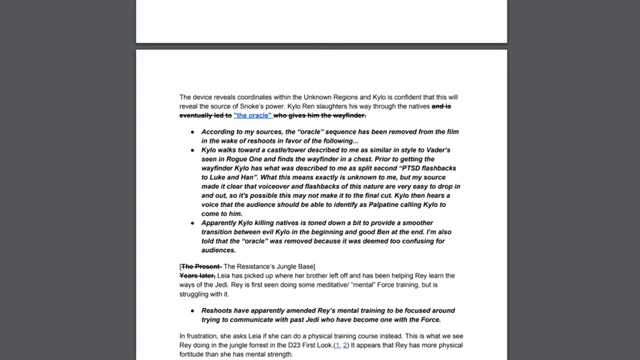 The device reveals coordinates within the Unknown Regions and Kylo is confident that this will
reveal the source of Snoke's power. Kylo Ren slaughters his way through the natives and is
eventually led to "the oracle" who gives him the wayfinder.
● According to my sources, the "oracle" sequence has been removed from the film
in the wake of reshoots in favor of the following...
● Kylo walks toward a castle/tower described to me as similar in style to Vader's
seen in Rogue One and finds the wayfinder in a chest. Prior to getting the
wayfinder Kylo has what was described to me as split second "PTSD flashbacks
to Luke and Han". What this means exactly is unknown to me, but my source
made it clear that voiceover and flashbacks of this nature are very easy to drop in
and out, so it's possible this may not make it to the final cut. Kylo then hears a
voice that the audience should be able to identify as Palpatine calling Kylo to
come to him.
● Apparently Kylo killing natives is toned down a bit to provide a smoother
transition between evil Kylo in the beginning and good Ben at the end. I'm also
told that the "oracle" was removed because it was deemed too confusing for
audiences.
[The Present- The Resistance's Jungle Base]
Years later, Leia has picked up where her brother left off and has been helping Rey learn the
ways of the Jedi. Rey is first seen doing some meditative/ "mental" Force training, but is
struggling with it.
● Reshoots have apparently amended Rey's mental training to be focused around
trying to communicate with past Jedi who have become one with the Force.
In frustration, she asks Leia if she can do a physical training course instead. This is what we see
Rey doing in the jungle forrest in the D23 First Look.(1, 2) It appears that Rey has more physical
fortitude than she has mental strength.